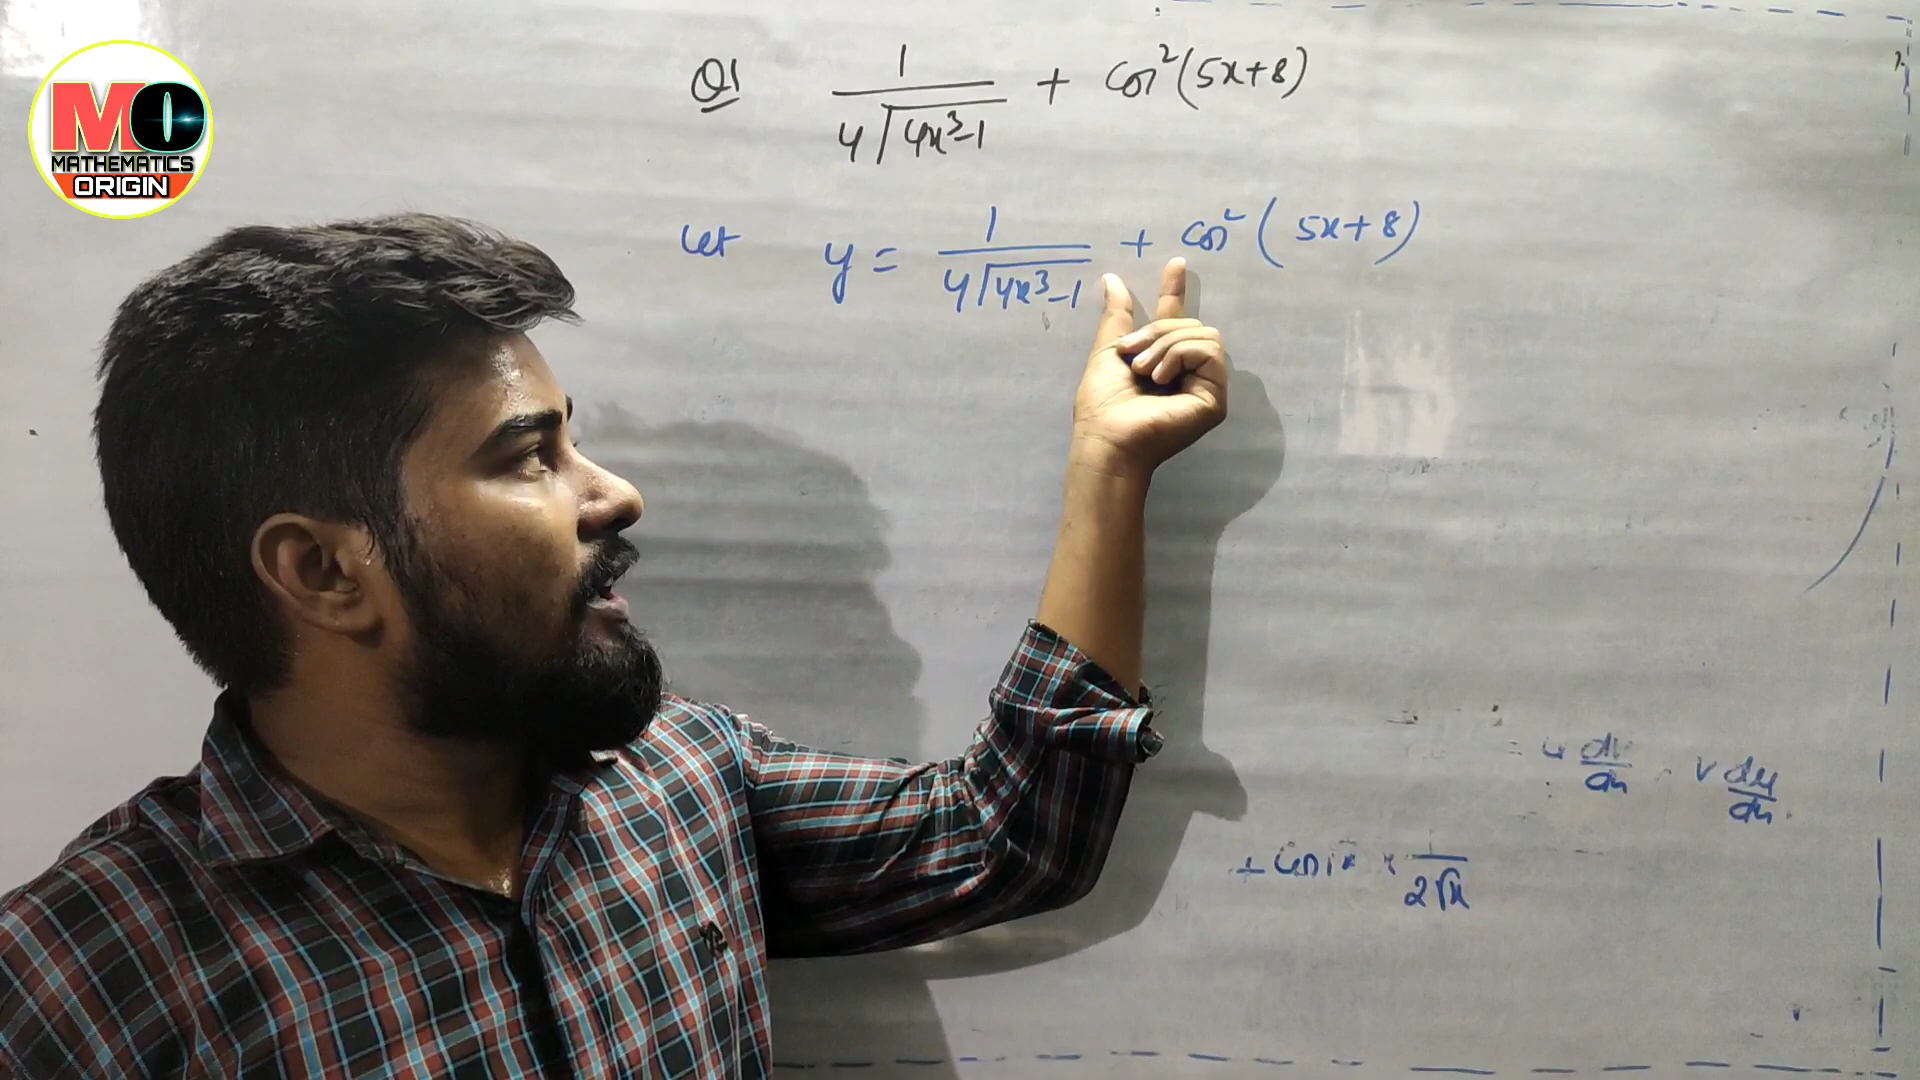 MO
MATHEMATICS
ORIGIN
Q1 1/(4√(4x³-1)) + cos²(5x+8)
Let y = 1/(4√(4x³-1)) + cos²(5x+8)
= u dv/dx v du/dx
1/(2√x)